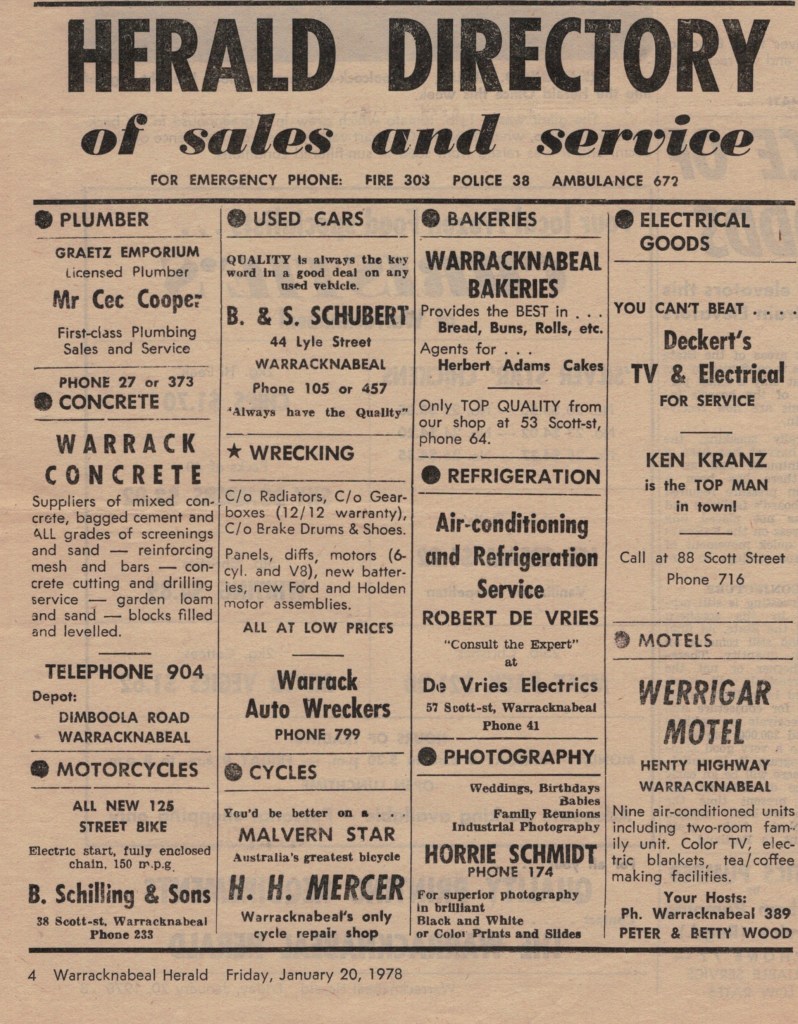 HERALD DIRECTORY
of sales and service
FOR EMERGENCY PHONE: FIRE 303 POLICE 38 AMBULANCE 672
PLUMBER
GRAETZ EMPORIUM
Licensed Plumber
Mr Cec Cooper
First-class Plumbing
Sales and Service
PHONE 27 or 373
CONCRETE
WARRACK
CONCRETE
Suppliers of mixed con-
crete, bagged cement and
ALL grades of screenings
and sand — reinforcing
mesh and bars — con-
crete cutting and drilling
service — garden loam
and sand — blocks filled
and levelled.
TELEPHONE 904
Depot:
DIMBOOLA ROAD
WARRACKNABEAL
MOTORCYCLES
ALL NEW 125
STREET BIKE
Electric start, fully enclosed
chain, 150 m.p.g
B. Schilling & Sons
38 Scott-st, Warracknabeal
Phone 233
USED CARS
QUALITY is always the key
word in a good deal on any
used vehicle.
B. & S. SCHUBERT
44 Lyle Street
WARRACKNABEAL
Phone 105 or 457
"Always have the Quality"
★ WRECKING
C/o Radiators, C/o Gear-
boxes (12/12 warranty),
C/o Brake Drums & Shoes.
Panels, diffs, motors (6-
cyl. and V8), new batter-
ies, new Ford and Holden
motor assemblies.
ALL AT LOW PRICES
Warrack
Auto Wreckers
PHONE 799
CYCLES
You'd be better on a . . .
MALVERN STAR
Australia's greatest bicycle
H. H. MERCER
Warracknabeal's only
cycle repair shop
BAKERIES
WARRACKNABEAL
BAKERIES
Provides the BEST in . . .
Bread, Buns, Rolls, etc.
Agents for . . .
Herbert Adams Cakes
Only TOP QUALITY from
our shop at 53 Scott-st,
phone 64.
REFRIGERATION
Air-conditioning
and Refrigeration
Service
ROBERT DE VRIES
"Consult the Expert"
at
De Vries Electrics
57 Scott-st, Warracknabeal
Phone 41
PHOTOGRAPHY
Weddings, Birthdays
Babies
Family Reunions
Industrial Photography
HORRIE SCHMIDT
PHONE 174
For superior photography
in brilliant
Black and White
or Color Prints and Slides
ELECTRICAL
GOODS
YOU CAN'T BEAT . . . .
Deckert's
TV & Electrical
FOR SERVICE
KEN KRANZ
is the TOP MAN
in town!
Call at 88 Scott Street
Phone 716
MOTELS
WERRIGAR
MOTEL
HENTY HIGHWAY
WARRACKNABEAL
Nine air-conditioned units
including two-room fam-
ily unit. Color TV, elec-
tric blankets, tea/coffee
making facilities.
Your Hosts:
Ph. Warracknabeal 389
PETER & BETTY WOOD
4 Warracknabeal Herald Friday, January 20, 1978